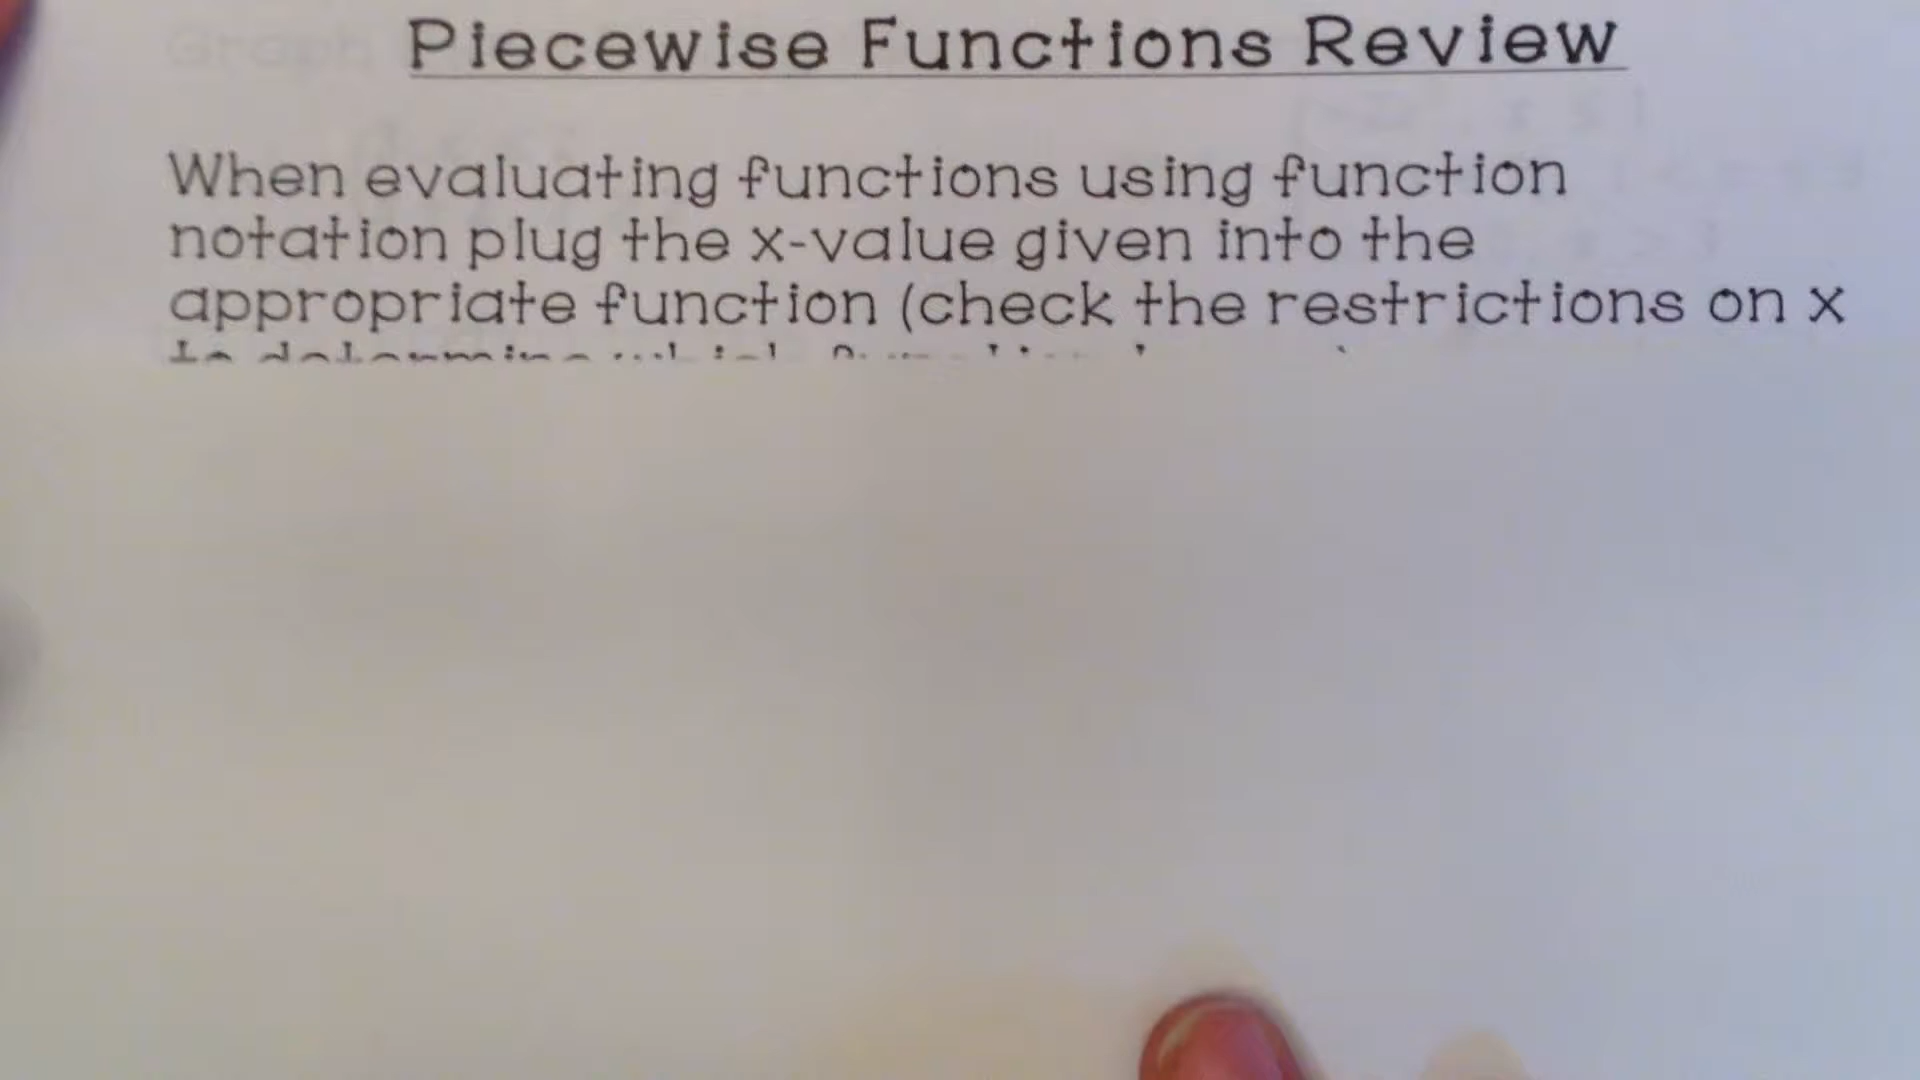 Piecewise Functions Review
When evaluating functions using function
notation plug the x-value given into the
appropriate function (check the restrictions on x